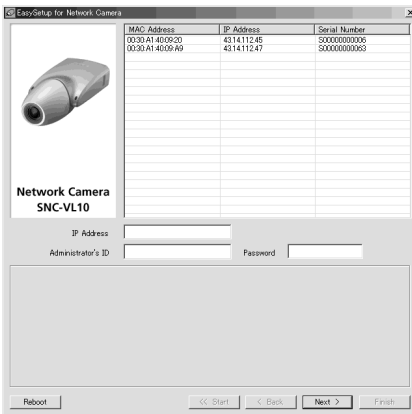 EasySetup for Network Camera
MAC Address IP Address Serial Number
00:30:A1:40:09:20 43.14.112.45 S00000000006
00:30:A1:40:09:A9 43.14.112.47 S00000000063
Network Camera
SNC-VL10
IP Address
Administrator's ID Password
Reboot << Start < Back Next > Finish